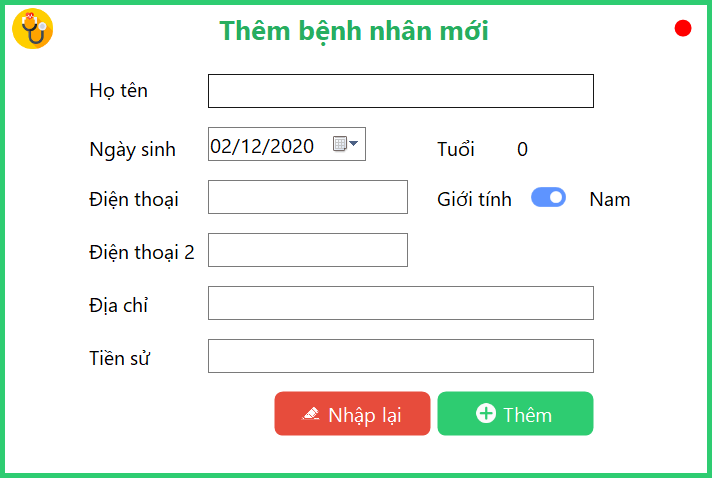 Thêm bệnh nhân mới
Họ tên
Ngày sinh 02/12/2020 Tuổi 0
Điện thoại Giới tính Nam
Điện thoại 2
Địa chỉ
Tiền sử
Nhập lại Thêm